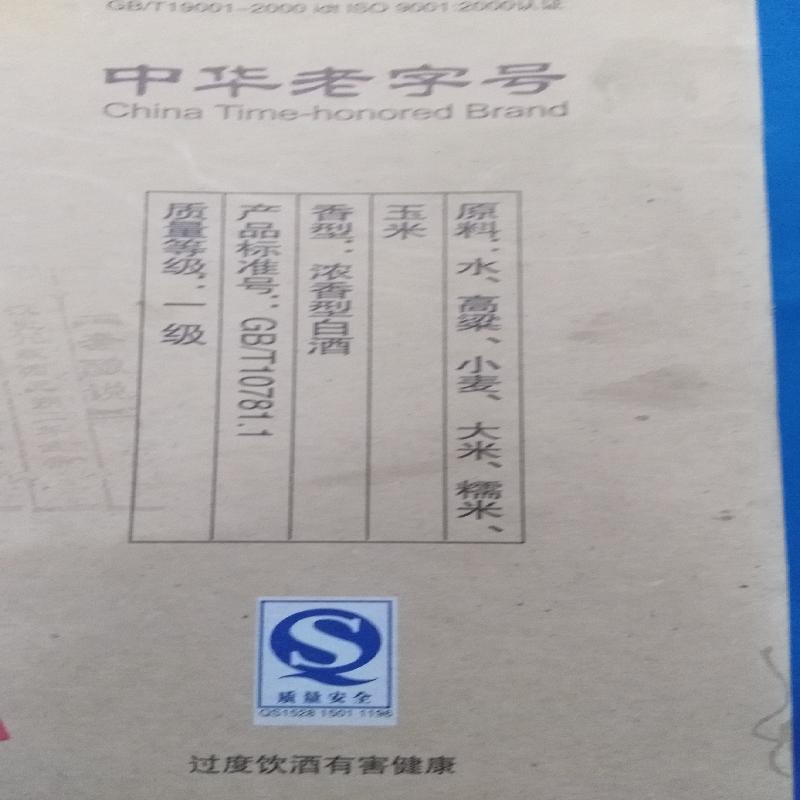 GB/T19001-2000 idt ISO 9001:2000认证
中华老字号
China Time-honored Brand
原料:水、高粱、小麦、大米、糯米、
玉米
香型:浓香型白酒
产品标准号:GB/T10781.1
质量等级:一级
质量安全
QS1528 1501 1196
过度饮酒有害健康